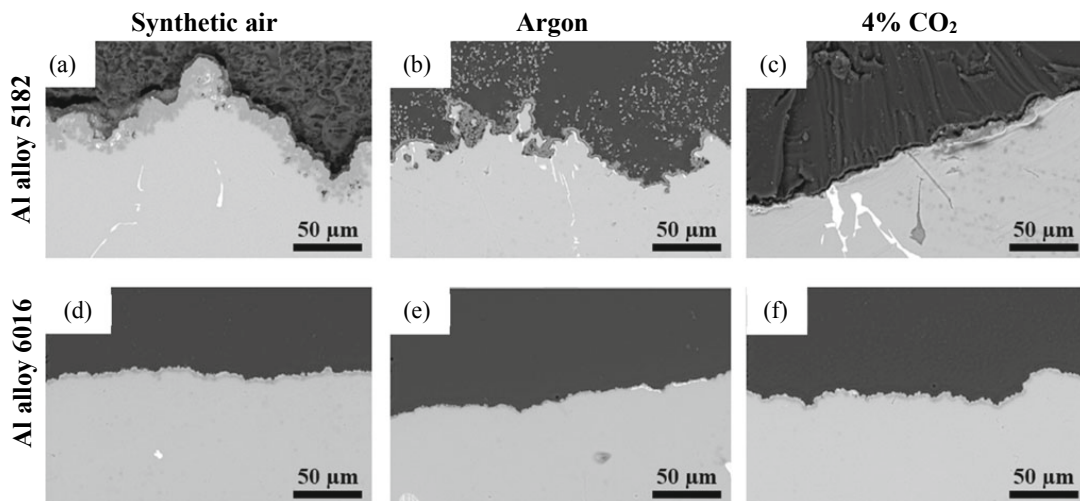 Synthetic air
Argon
4% CO₂
Al alloy 5182
(a)
(b)
(c)
50 µm
50 µm
50 µm
Al alloy 6016
(d)
(e)
(f)
50 µm
50 µm
50 µm